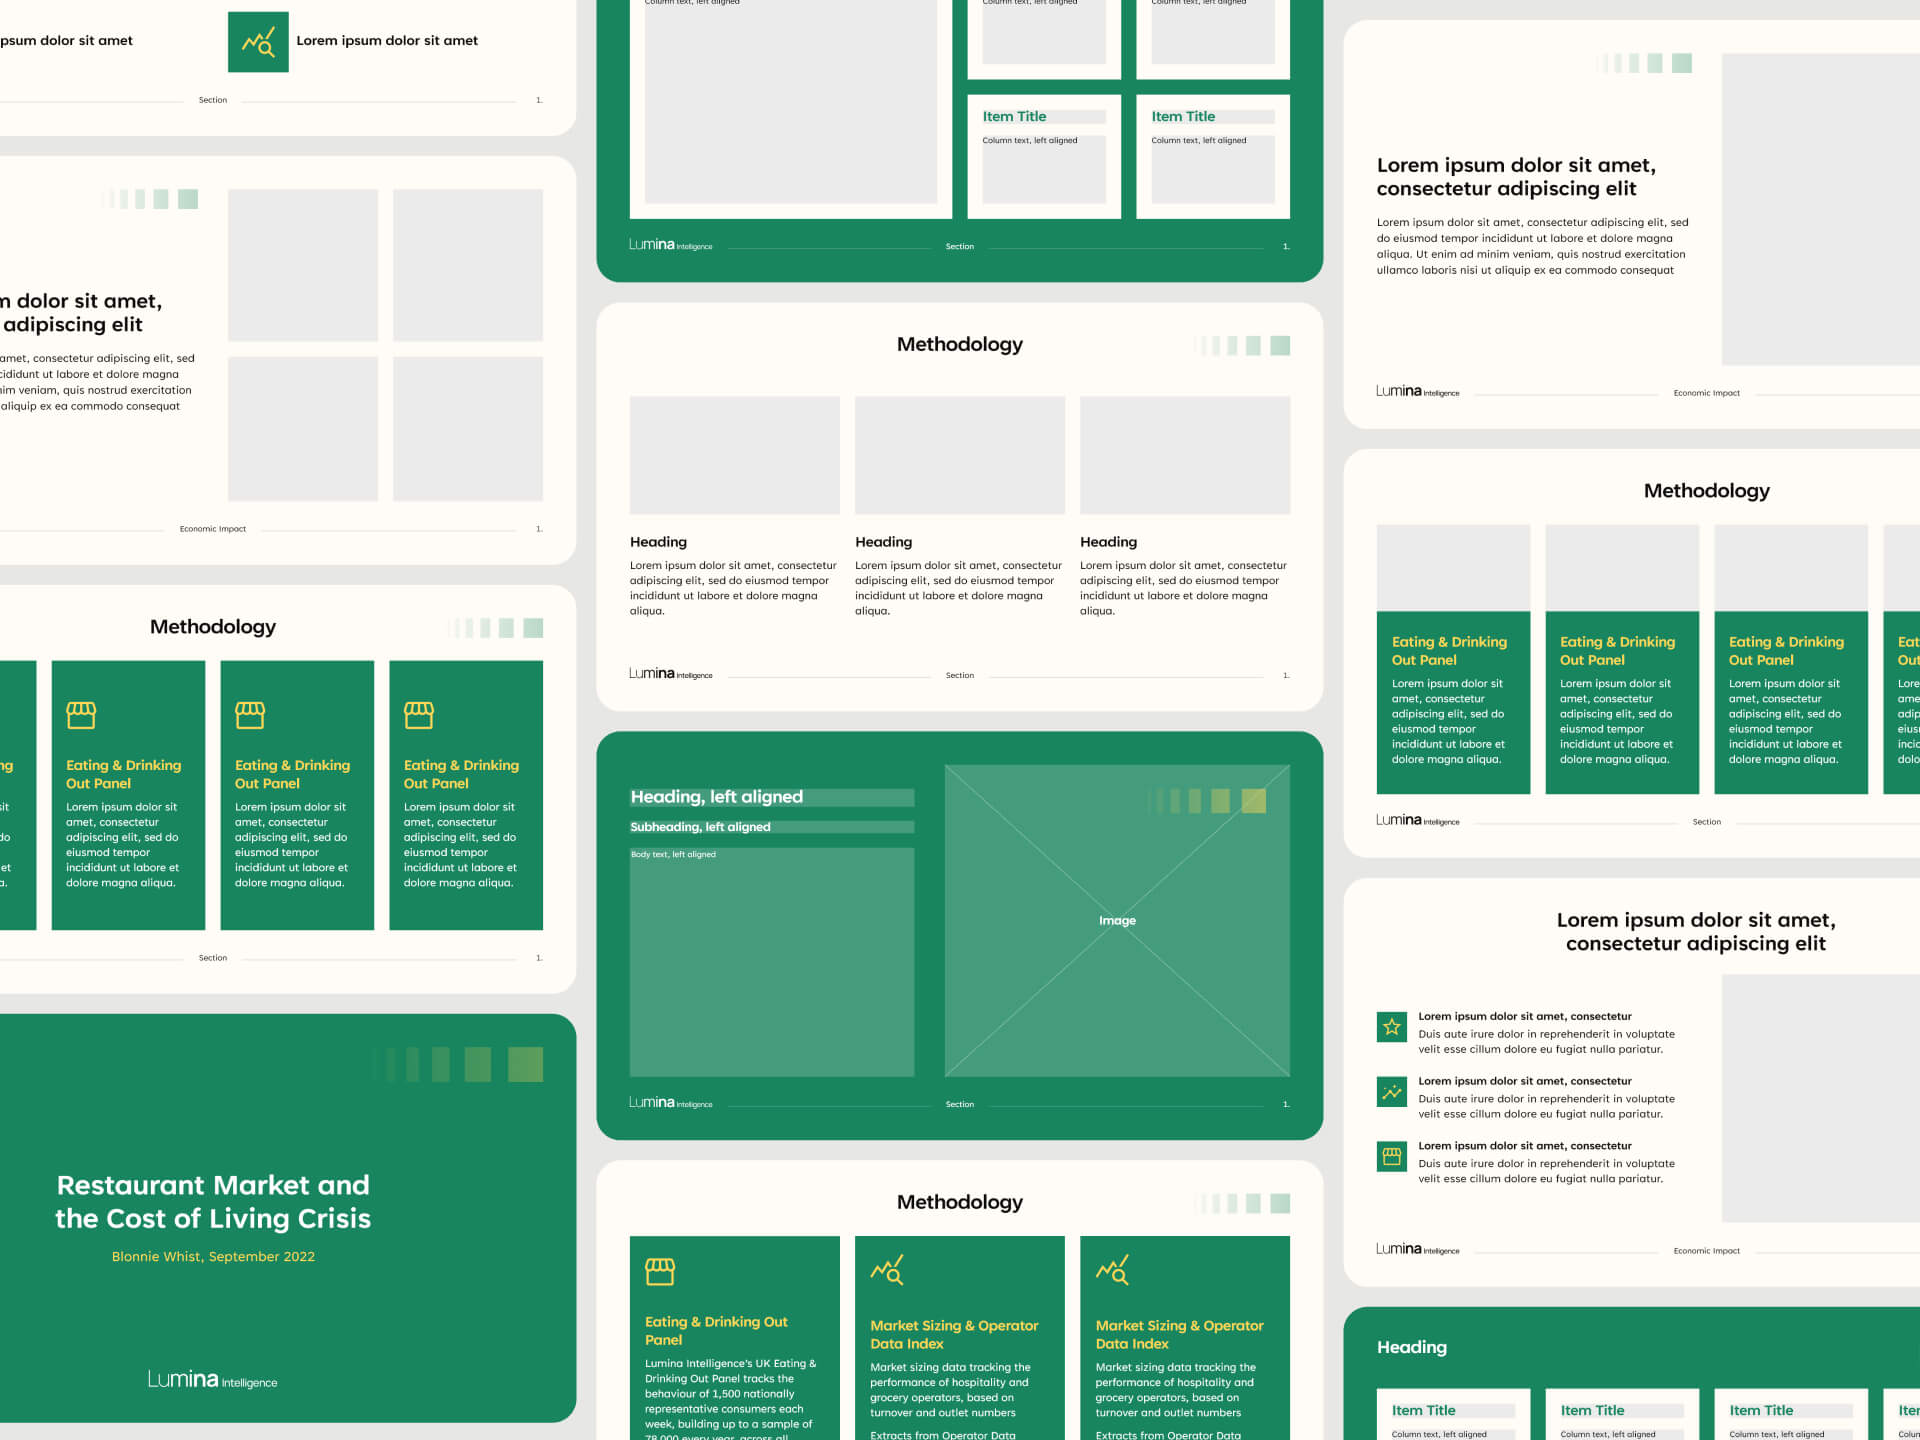 psum dolor sit amet
Lorem ipsum dolor sit amet
Section
1.
m dolor sit amet,
adipiscing elit
amet, consectetur adipiscing elit, sed
cididunt ut labore et dolore magna
nim veniam, quis nostrud exercitation
aliquip ex ea commodo consequat
Economic Impact
1.
Methodology
ng
sit
do
et
a.
Eating & Drinking
Out Panel
Lorem ipsum dolor sit
amet, consectetur
adipiscing elit, sed do
eiusmod tempor
incididunt ut labore et
dolore magna aliqua.
Eating & Drinking
Out Panel
Lorem ipsum dolor sit
amet, consectetur
adipiscing elit, sed do
eiusmod tempor
incididunt ut labore et
dolore magna aliqua.
Eating & Drinking
Out Panel
Lorem ipsum dolor sit
amet, consectetur
adipiscing elit, sed do
eiusmod tempor
incididunt ut labore et
dolore magna aliqua.
Section
1.
Restaurant Market and
the Cost of Living Crisis
Blonnie Whist, September 2022
Lumina Intelligence
Column text, left aligned
Column text, left aligned
Column text, left aligned
Item Title
Column text, left aligned
Item Title
Column text, left aligned
Lumina Intelligence
Section
1.
Methodology
Heading
Lorem ipsum dolor sit amet, consectetur
adipiscing elit, sed do eiusmod tempor
incididunt ut labore et dolore magna
aliqua.
Heading
Lorem ipsum dolor sit amet, consectetur
adipiscing elit, sed do eiusmod tempor
incididunt ut labore et dolore magna
aliqua.
Heading
Lorem ipsum dolor sit amet, consectetur
adipiscing elit, sed do eiusmod tempor
incididunt ut labore et dolore magna
aliqua.
Lumina Intelligence
Section
1.
Heading, left aligned
Subheading, left aligned
Body text, left aligned
Image
Lumina Intelligence
Section
1.
Methodology
Eating & Drinking Out
Panel
Lumina Intelligence's UK Eating &
Drinking Out Panel tracks the
behaviour of 1,500 nationally
representative consumers each
week, building up to a sample of
78,000 every year, across all
Market Sizing & Operator
Data Index
Market sizing data tracking the
performance of hospitality and
grocery operators, based on
turnover and outlet numbers
Extracts from Operator Data
Market Sizing & Operator
Data Index
Market sizing data tracking the
performance of hospitality and
grocery operators, based on
turnover and outlet numbers
Extracts from Operator Data
Lorem ipsum dolor sit amet,
consectetur adipiscing elit
Lorem ipsum dolor sit amet, consectetur adipiscing elit, sed
do eiusmod tempor incididunt ut labore et dolore magna
aliqua. Ut enim ad minim veniam, quis nostrud exercitation
ullamco laboris nisi ut aliquip ex ea commodo consequat
Lumina Intelligence
Economic Impact
Methodology
Eating & Drinking
Out Panel
Lorem ipsum dolor sit
amet, consectetur
adipiscing elit, sed do
eiusmod tempor
incididunt ut labore et
dolore magna aliqua.
Eating & Drinking
Out Panel
Lorem ipsum dolor sit
amet, consectetur
adipiscing elit, sed do
eiusmod tempor
incididunt ut labore et
dolore magna aliqua.
Eating & Drinking
Out Panel
Lorem ipsum dolor sit
amet, consectetur
adipiscing elit, sed do
eiusmod tempor
incididunt ut labore et
dolore magna aliqua.
Eat
Out
Lore
ame
adip
eius
incid
dolo
Lumina Intelligence
Section
Lorem ipsum dolor sit amet,
consectetur adipiscing elit
Lorem ipsum dolor sit amet, consectetur
Duis aute irure dolor in reprehenderit in voluptate
velit esse cillum dolore eu fugiat nulla pariatur.
Lorem ipsum dolor sit amet, consectetur
Duis aute irure dolor in reprehenderit in voluptate
velit esse cillum dolore eu fugiat nulla pariatur.
Lorem ipsum dolor sit amet, consectetur
Duis aute irure dolor in reprehenderit in voluptate
velit esse cillum dolore eu fugiat nulla pariatur.
Lumina Intelligence
Economic Impact
Heading
Item Title
Column text, left aligned
Item Title
Column text, left aligned
Item Title
Column text, left aligned
Iter
Colum